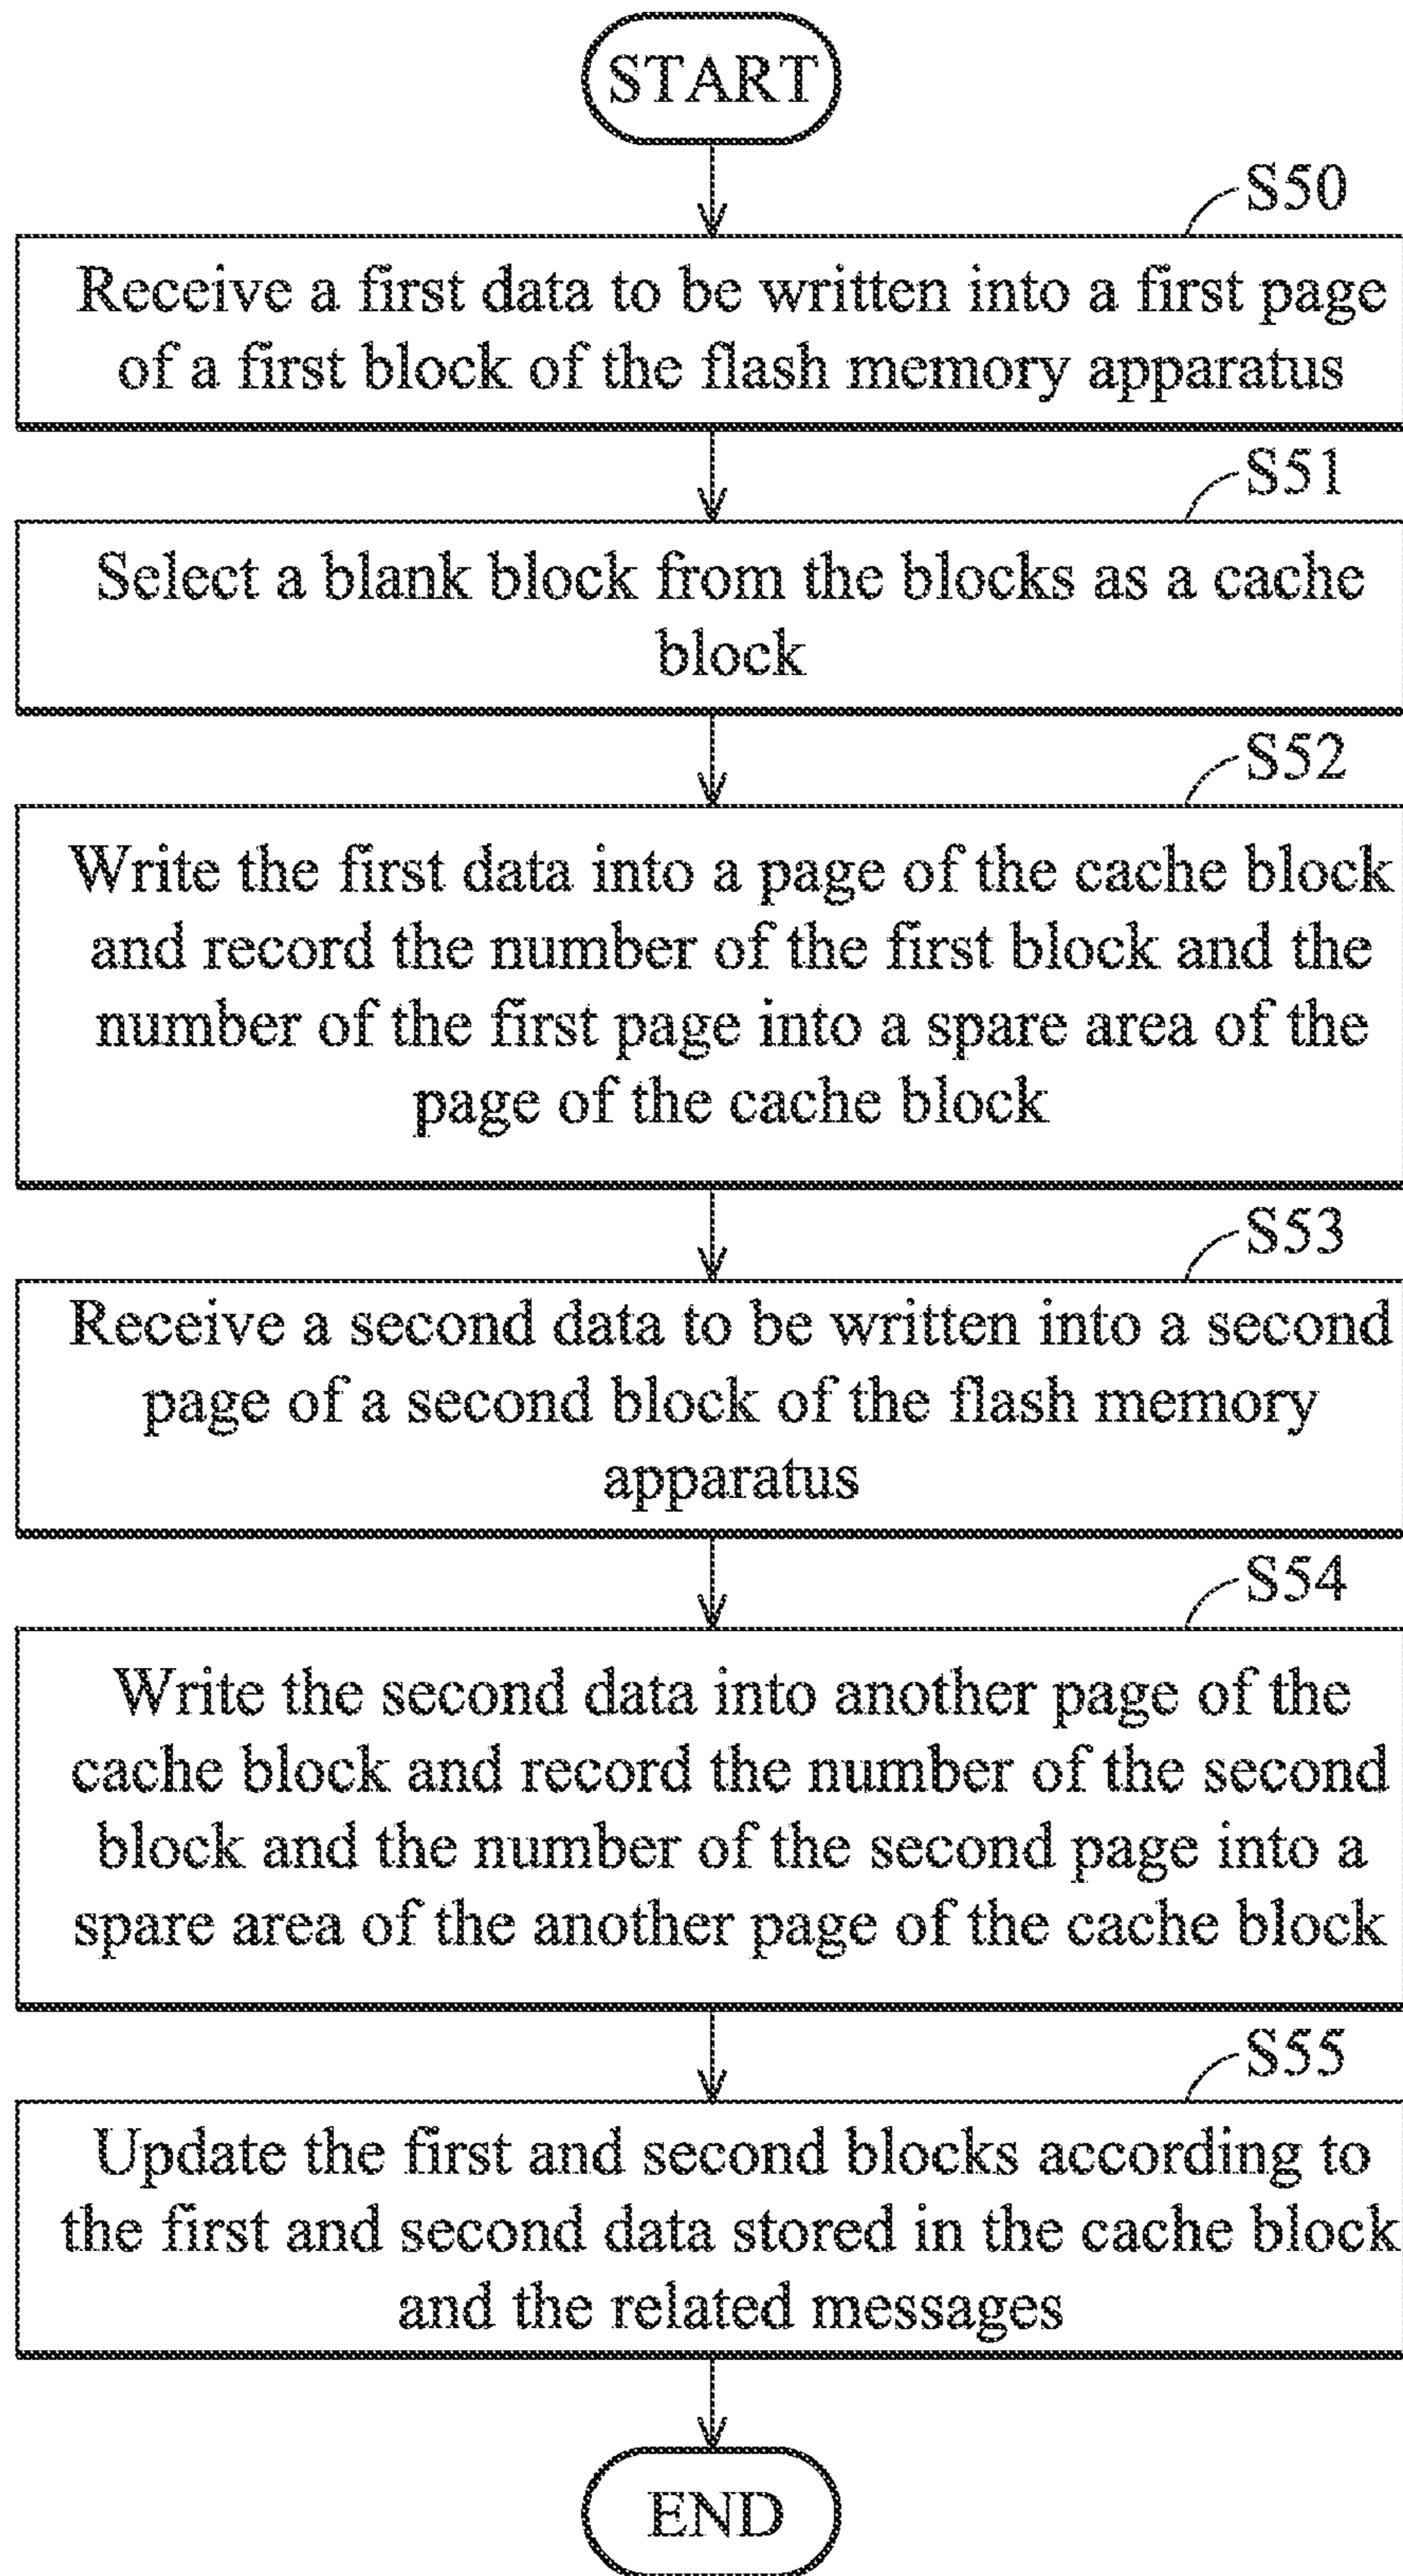 START
S50
Receive a first data to be written into a first page
of a first block of the flash memory apparatus
S51
Select a blank block from the blocks as a cache
block
S52
Write the first data into a page of the cache block
and record the number of the first block and the
number of the first page into a spare area of the
page of the cache block
S53
Receive a second data to be written into a second
page of a second block of the flash memory
apparatus
S54
Write the second data into another page of the
cache block and record the number of the second
block and the number of the second page into a
spare area of the another page of the cache block
S55
Update the first and second blocks according to
the first and second data stored in the cache block
and the related messages
END